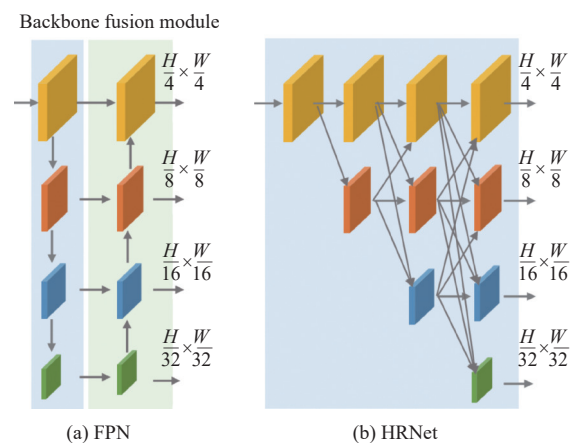 Backbone fusion module
H/4 × W/4
H/8 × W/8
H/16 × W/16
H/32 × W/32
(a) FPN
H/4 × W/4
H/8 × W/8
H/16 × W/16
H/32 × W/32
(b) HRNet